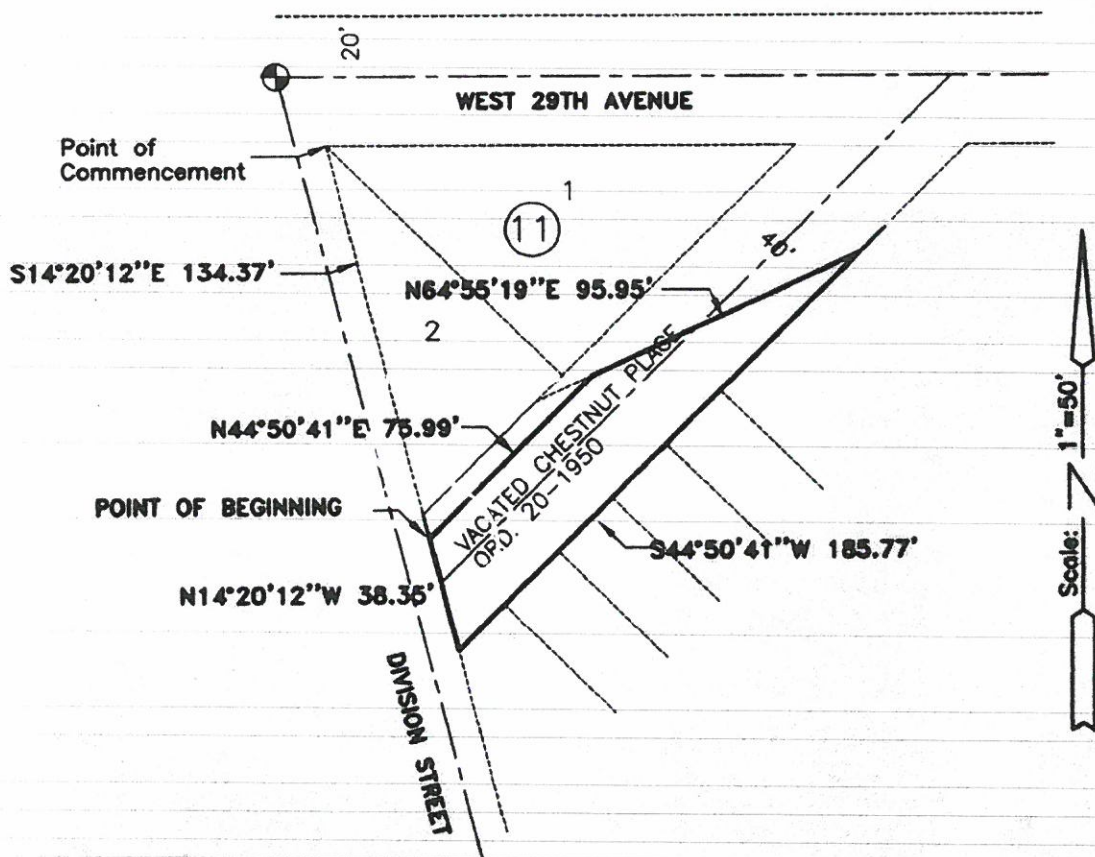 20'
WEST 29TH AVENUE
Point of
Commencement
1
11
S14°20'12"E 134.37'
40'
N64°55'19"E 95.95'
2
N44°50'41"E 75.99'
VACATED CHESTNUT PLACE
ORD. 20-1950
POINT OF BEGINNING
S44°50'41"W 185.77'
N14°20'12"W 38.35'
DIVISION STREET
Scale: 1"=50'
N